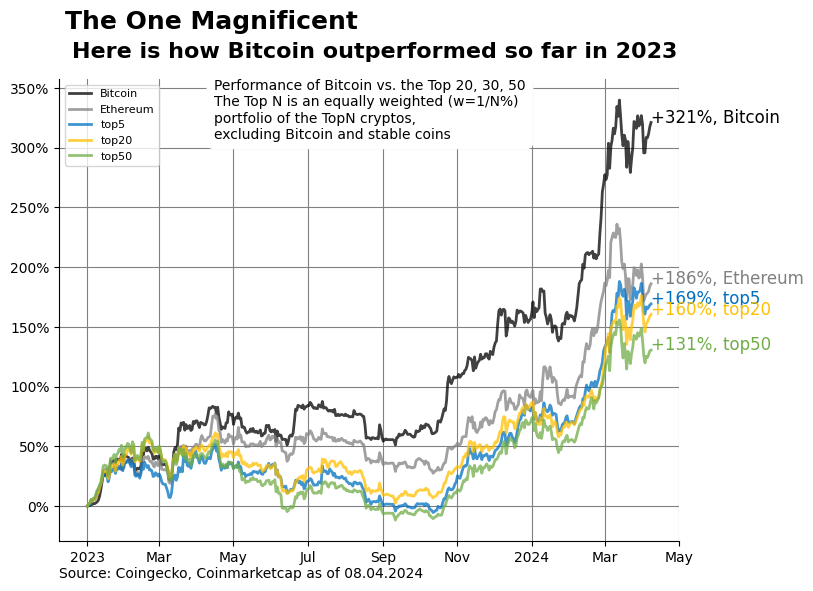 The One Magnificent
Here is how Bitcoin outperformed so far in 2023
350%
300%
250%
200%
150%
100%
50%
0%
Bitcoin
Ethereum
top5
top20
top50
Performance of Bitcoin vs. the Top 20, 30, 50
The Top N is an equally weighted (w=1/N%)
portfolio of the TopN cryptos,
excluding Bitcoin and stable coins
+321%, Bitcoin
+186%, Ethereum
+169%, top5
+160%, top20
+131%, top50
2023 Mar May Jul Sep Nov 2024 Mar May
Source: Coingecko, Coinmarketcap as of 08.04.2024